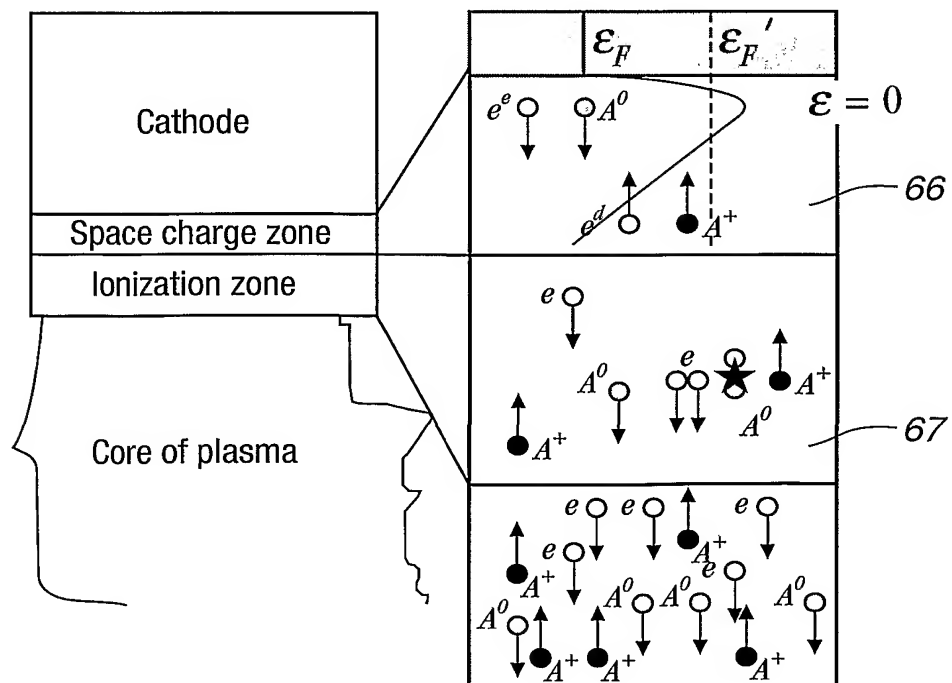 Cathode
Space charge zone
Ionization zone
Core of plasma
ε_F ε_F′
ε = 0
e^e A^0
e^d A^+
66
e
A^0 e A^+
A^0
A^+
67
e e e
A^+
e e
A^+
A^0 A^0 A^0
A^0
A^+ A^+ A^+